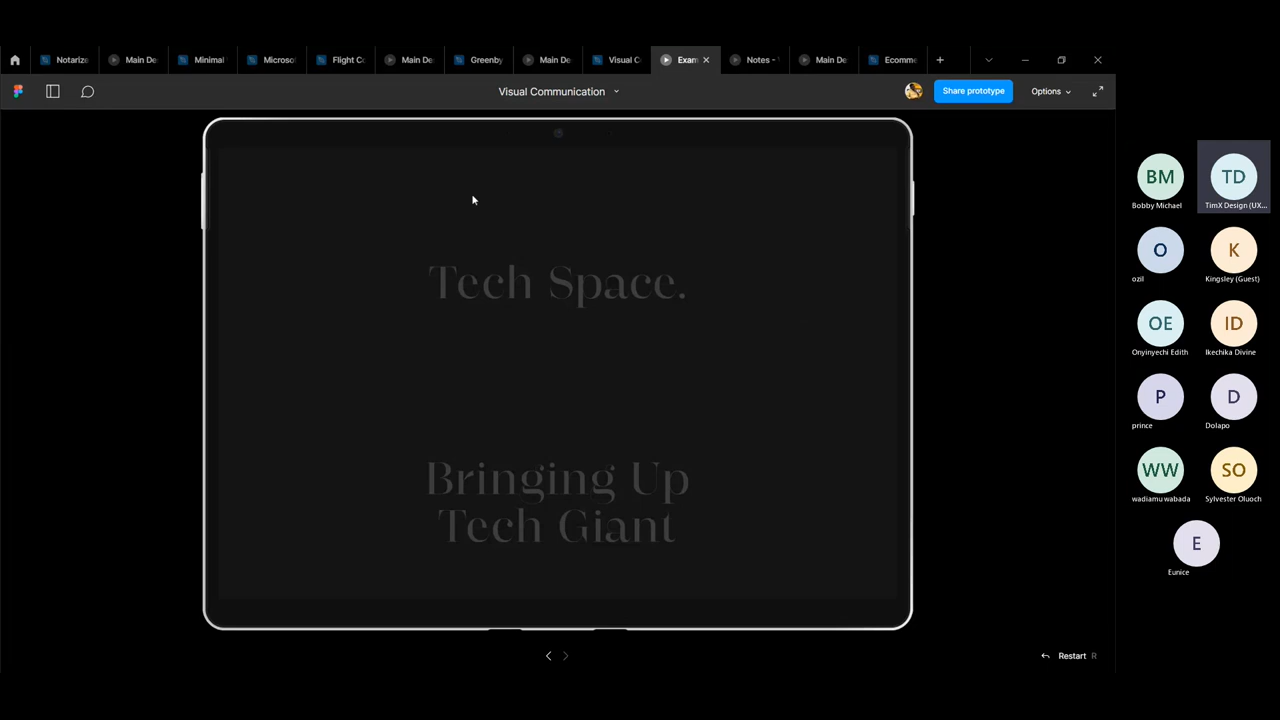 Notarize
Main De
Minimal
Microso
Flight Co
Main De
Greenby
Main De
Visual C
Exam
Notes -
Main De
Ecomme
Visual Communication
Share prototype
Options
Tech Space.
Bringing Up
Tech Giant
Restart R
BM
Bobby Michael
TD
TimX Design (UX...
O
ozil
K
Kingsley (Guest)
OE
Onyinyechi Edith
ID
Ikechika Divine
P
prince
D
Dolapo
WW
wadiamu wabada
SO
Sylvester Oluoch
E
Eunice